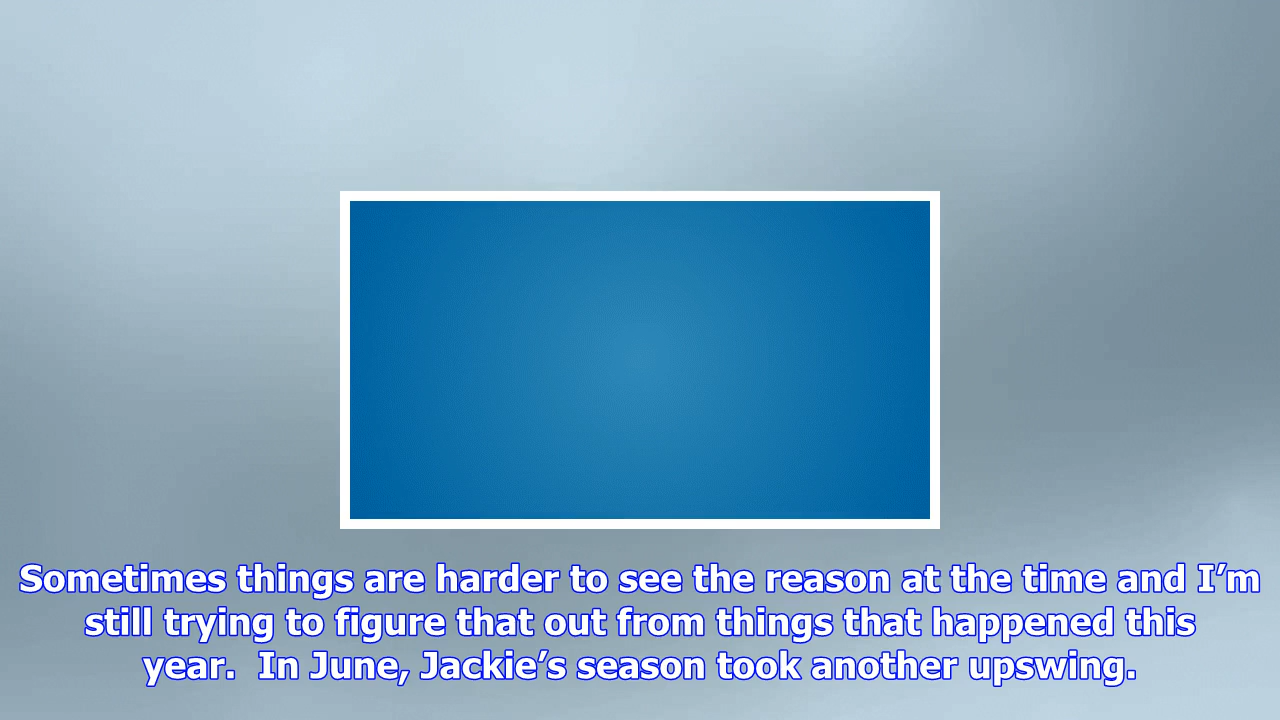 Sometimes things are harder to see the reason at the time and I’m
still trying to figure that out from things that happened this
year.  In June, Jackie’s season took another upswing.